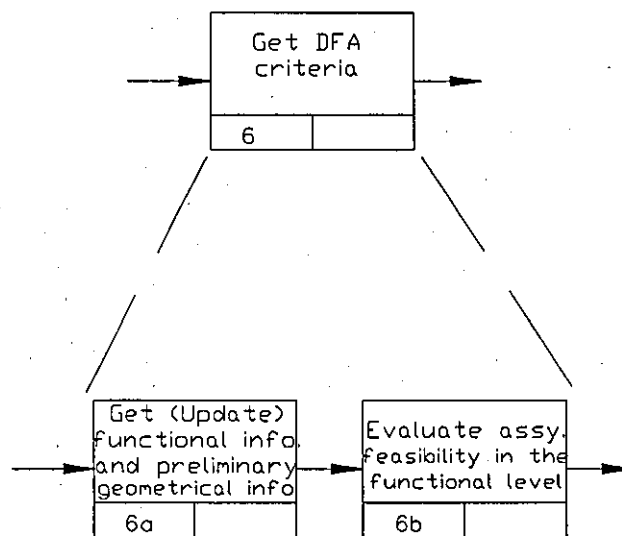 Get DFA
criteria
6
Get (Update)
functional info.
and preliminary
geometrical info
6a
Evaluate assy.
feasibility in the
functional level
6b